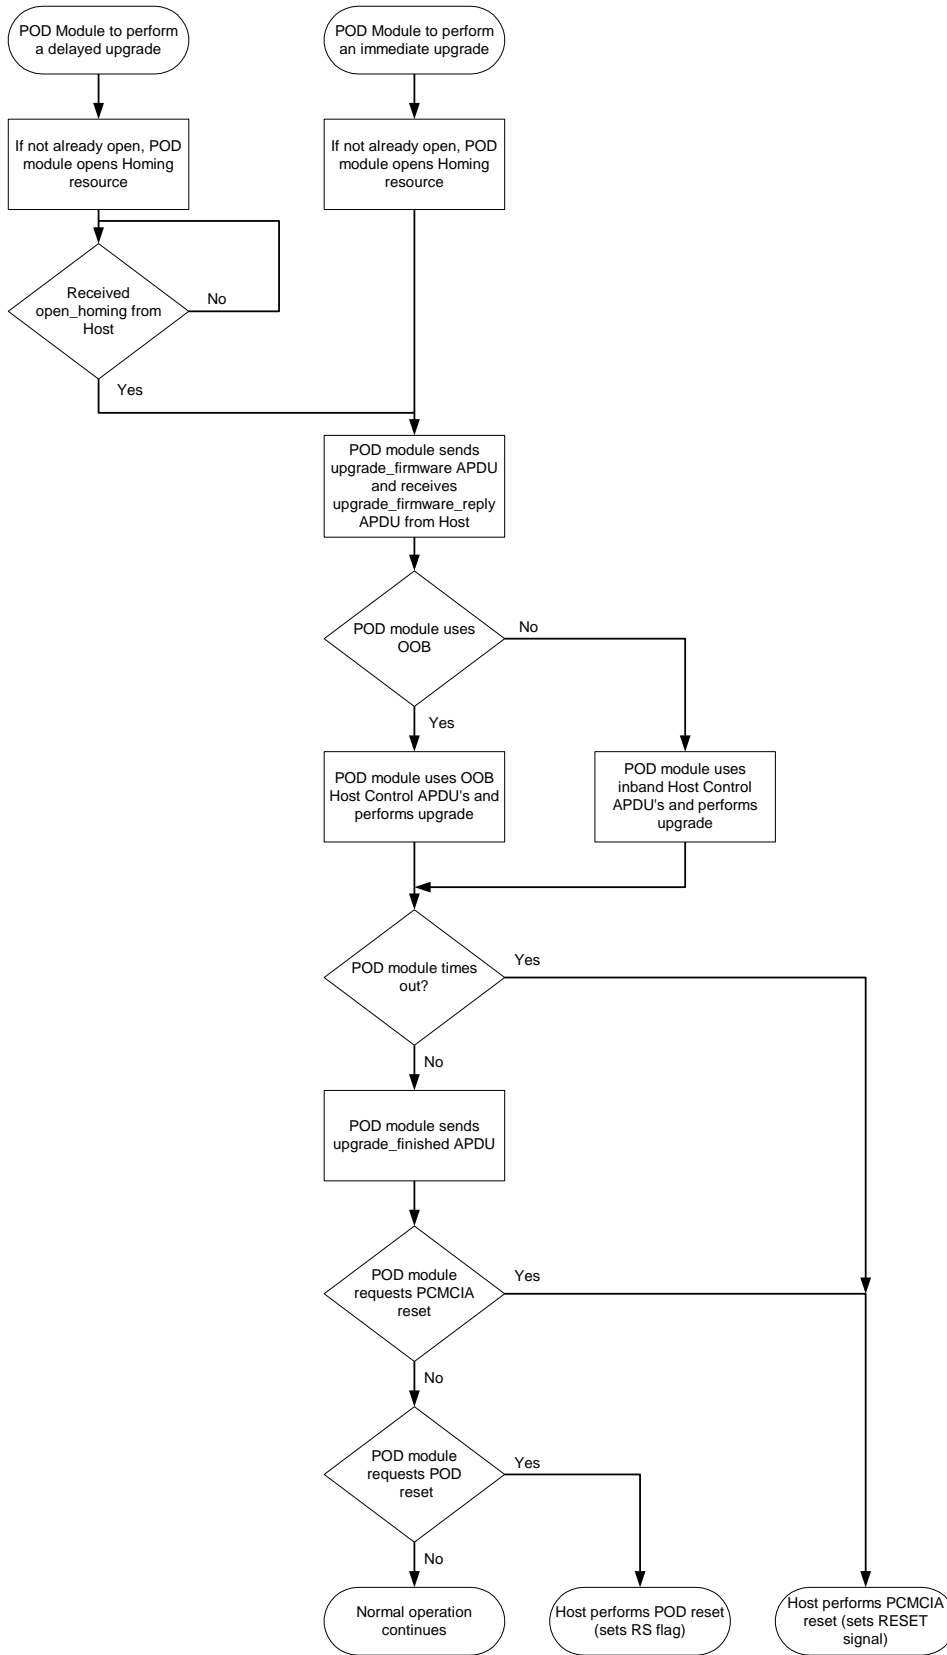 POD Module to perform
a delayed upgrade
POD Module to perform
an immediate upgrade
If not already open, POD
module opens Homing
resource
If not already open, POD
module opens Homing
resource
Received
open_homing from
Host
No
Yes
POD module sends
upgrade_firmware APDU
and receives
upgrade_firmware_reply
APDU from Host
POD module uses
OOB
No
Yes
POD module uses OOB
Host Control APDU's and
performs upgrade
POD module uses
inband Host Control
APDU's and performs
upgrade
POD module times
out?
Yes
No
POD module sends
upgrade_finished APDU
POD module
requests PCMCIA
reset
Yes
No
POD module
requests POD
reset
Yes
No
Normal operation
continues
Host performs POD reset
(sets RS flag)
Host performs PCMCIA
reset (sets RESET
signal)